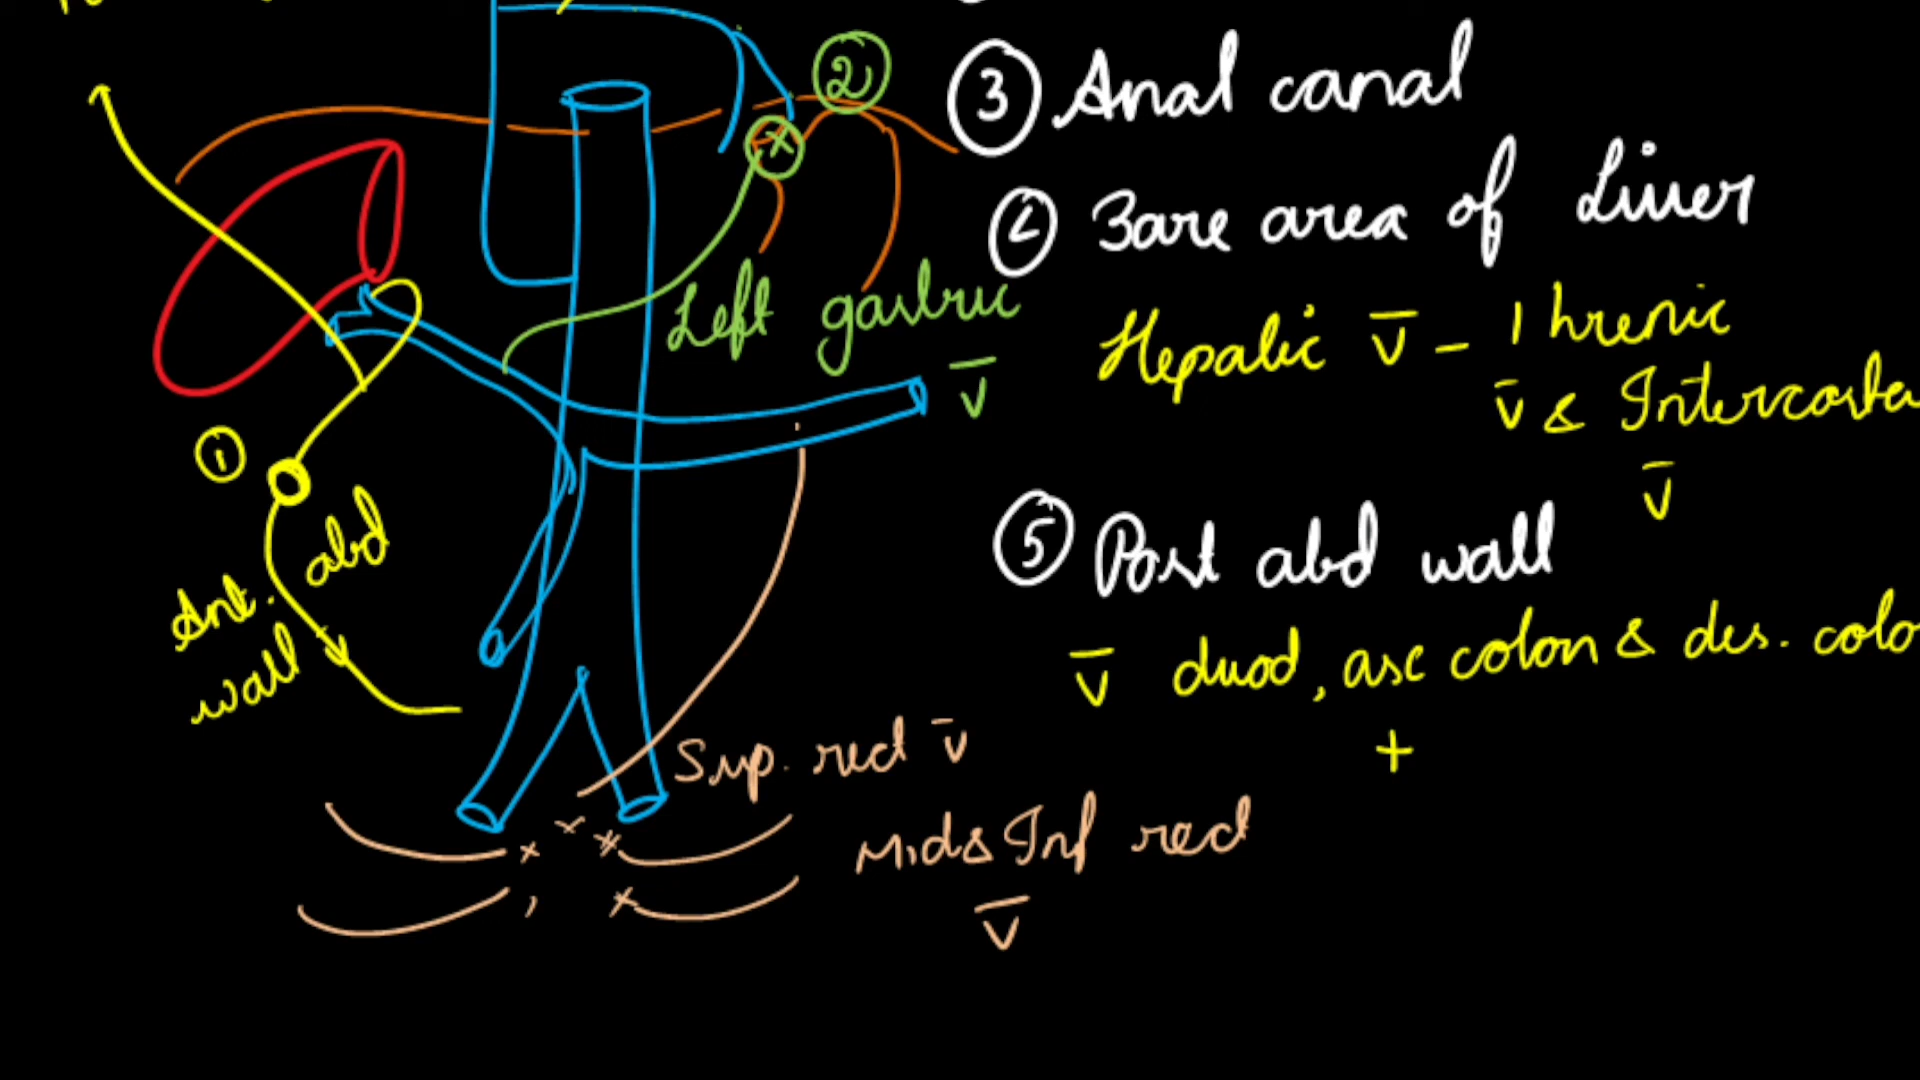 ②
③ Anal canal
④ Bare area of Liver
Left gastric
v̅
Hepatic v̅ - Phrenic
v̅ & Intercosta
v̅
①
Ant. abd
wall
⑤ Post abd wall
v̅ duod, asc colon & des. colo
+
Sup. rect v̅
Mid & Inf rect
v̅